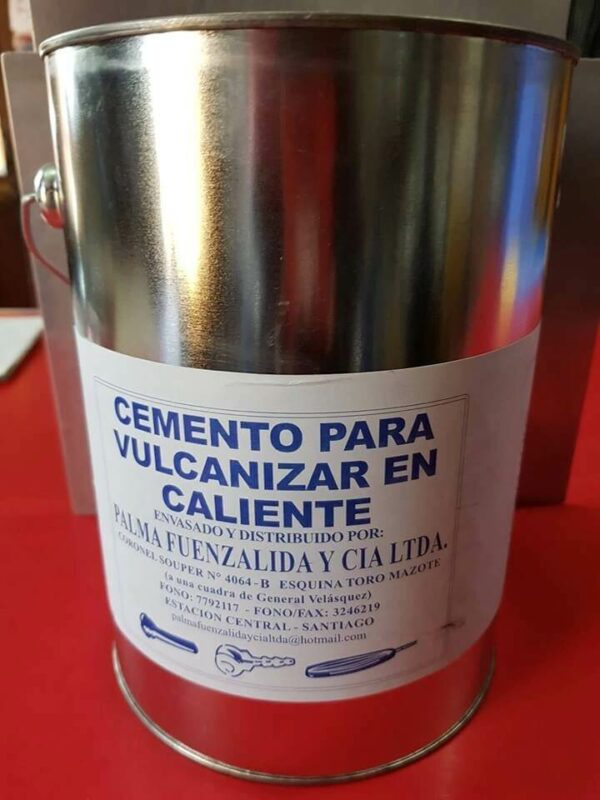 CEMENTO PARA
VULCANIZAR EN
CALIENTE
ENVASADO Y DISTRIBUIDO POR:
PALMA FUENZALIDA Y CIA LTDA.
CORONEL SOUPER N° 4064 - B ESQUINA TORO MAZOTE
(a una cuadra de General Velásquez)
FONO: 7792117 - FONO/FAX: 3246219
ESTACION CENTRAL - SANTIAGO
palmafuenzalidaycialtda@hotmail.com